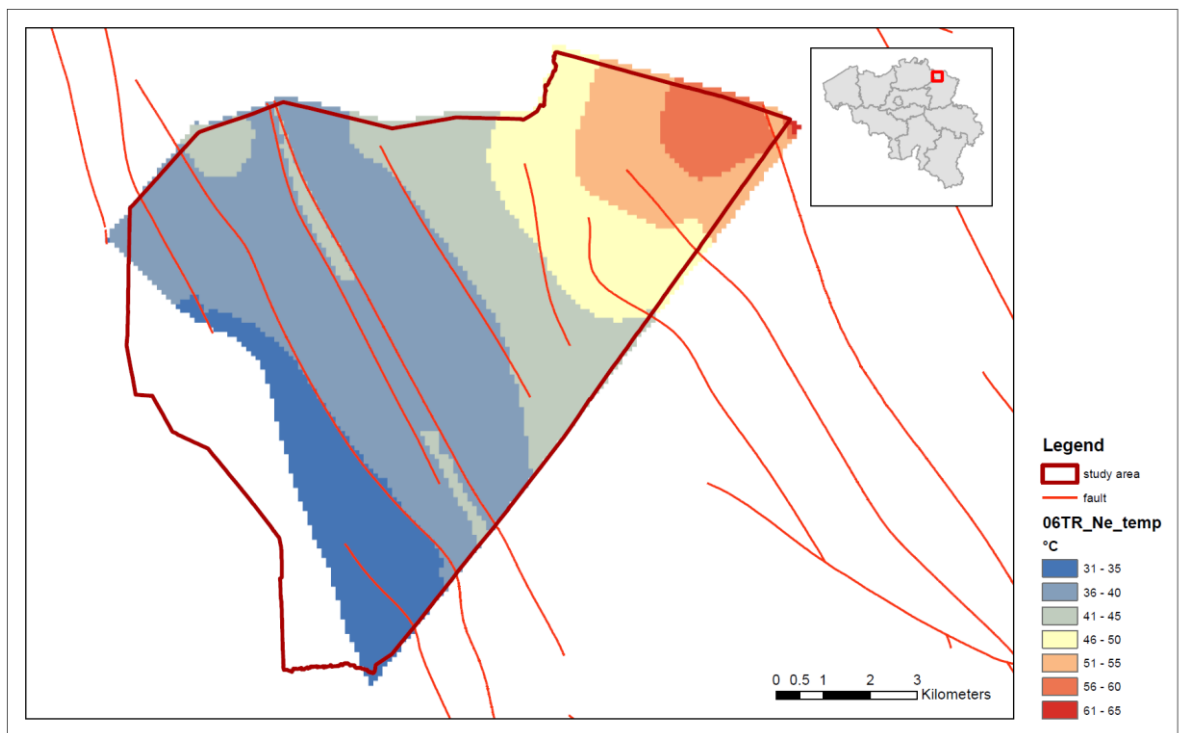 Legend
study area
fault
06TR_Ne_temp
°C
31 - 35
36 - 40
41 - 45
46 - 50
51 - 55
56 - 60
61 - 65
0 0.5 1 2 3
Kilometers